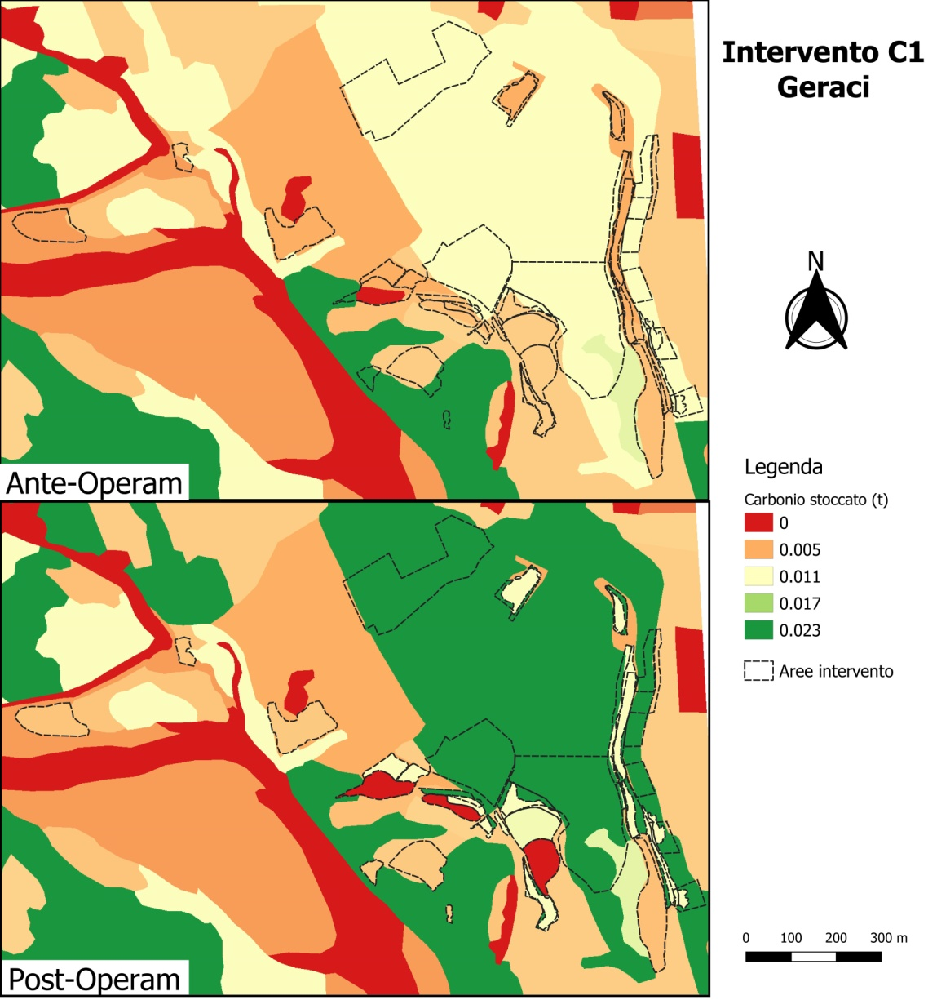 Intervento C1
Geraci
N
Ante-Operam
Legenda
Carbonio stoccato (t)
0
0.005
0.011
0.017
0.023
Aree intervento
0 100 200 300 m
Post-Operam